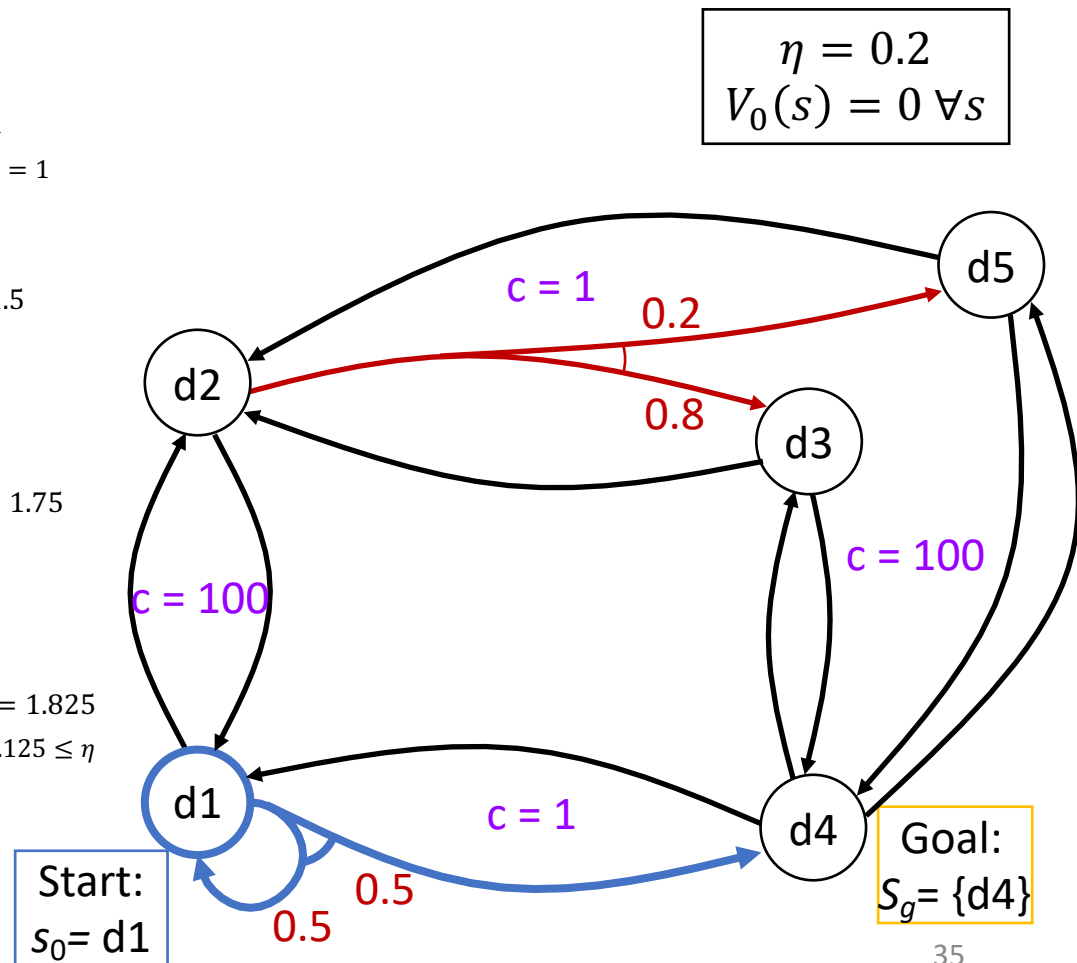 η = 0.2
V₀(s) = 0 ∀s
= 1
.5
1.75
= 1.825
.125 ≤ η
d5
c = 1
0.2
d2
0.8
d3
c = 100
c = 100
d1
c = 1
d4
0.5
0.5
Start:
s₀= d1
Goal:
Sg= {d4}
35